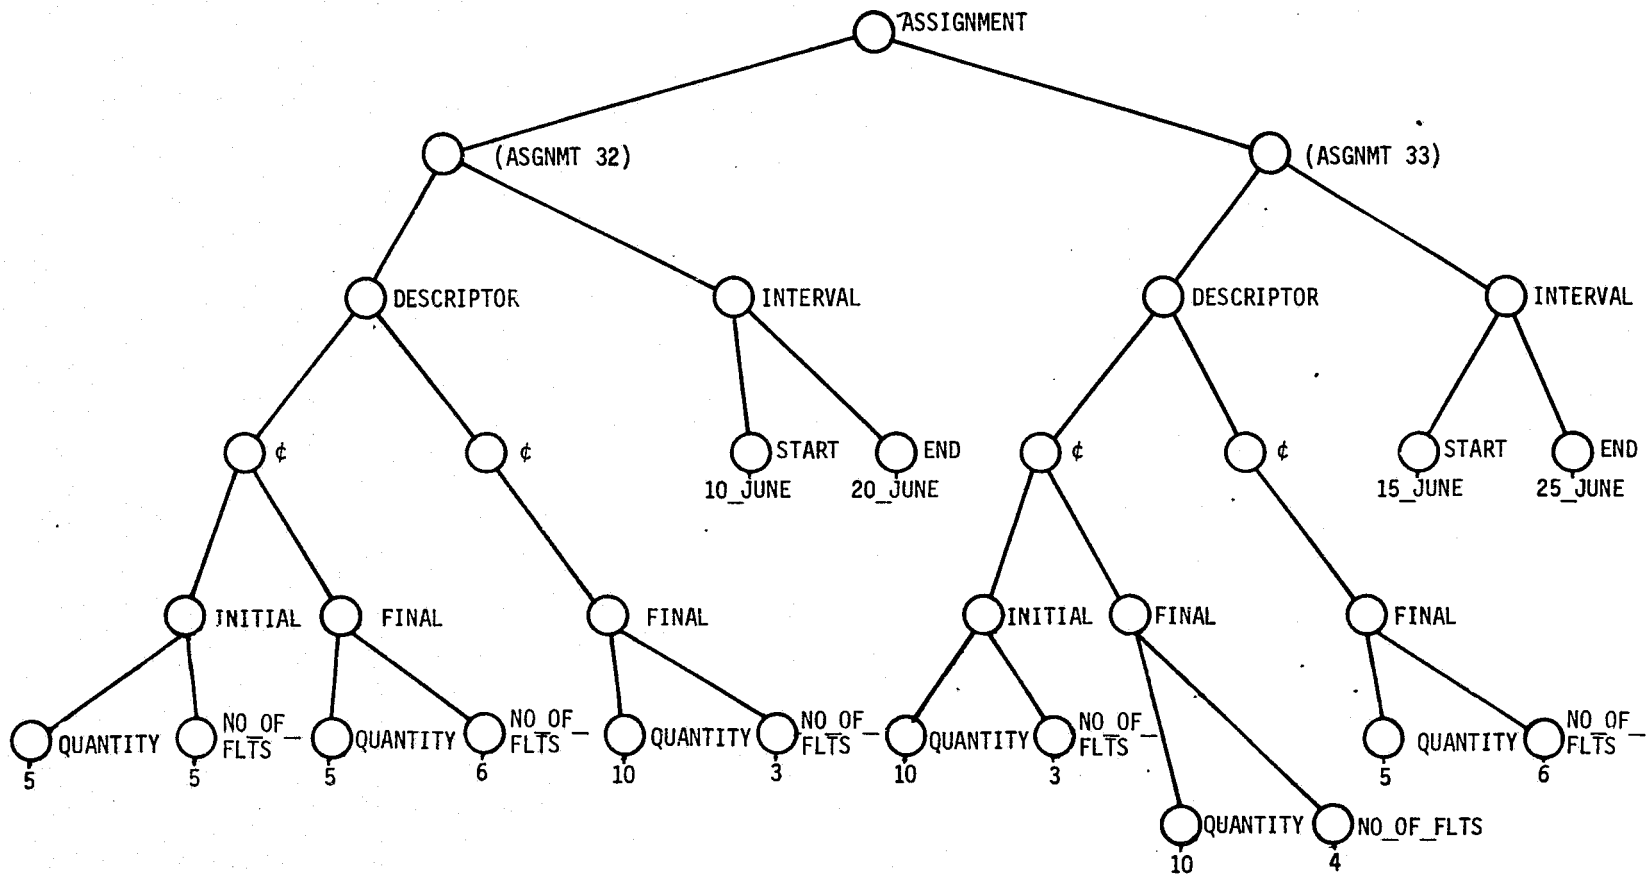 ASSIGNMENT
(ASGNMT 32)
(ASGNMT 33)
DESCRIPTOR
INTERVAL
DESCRIPTOR
INTERVAL
¢
¢
START
END
¢
¢
START
END
10_JUNE
20_JUNE
15_JUNE
25_JUNE
INITIAL
FINAL
FINAL
INITIAL
FINAL
FINAL
QUANTITY
5
NO_OF_
FLTS
5
QUANTITY
5
NO_OF_
FLTS
6
QUANTITY
10
NO_OF_
FLTS
3
QUANTITY
10
NO_OF_
FLTS
3
QUANTITY
5
NO_OF_
FLTS
6
QUANTITY
10
NO_OF_FLTS
4